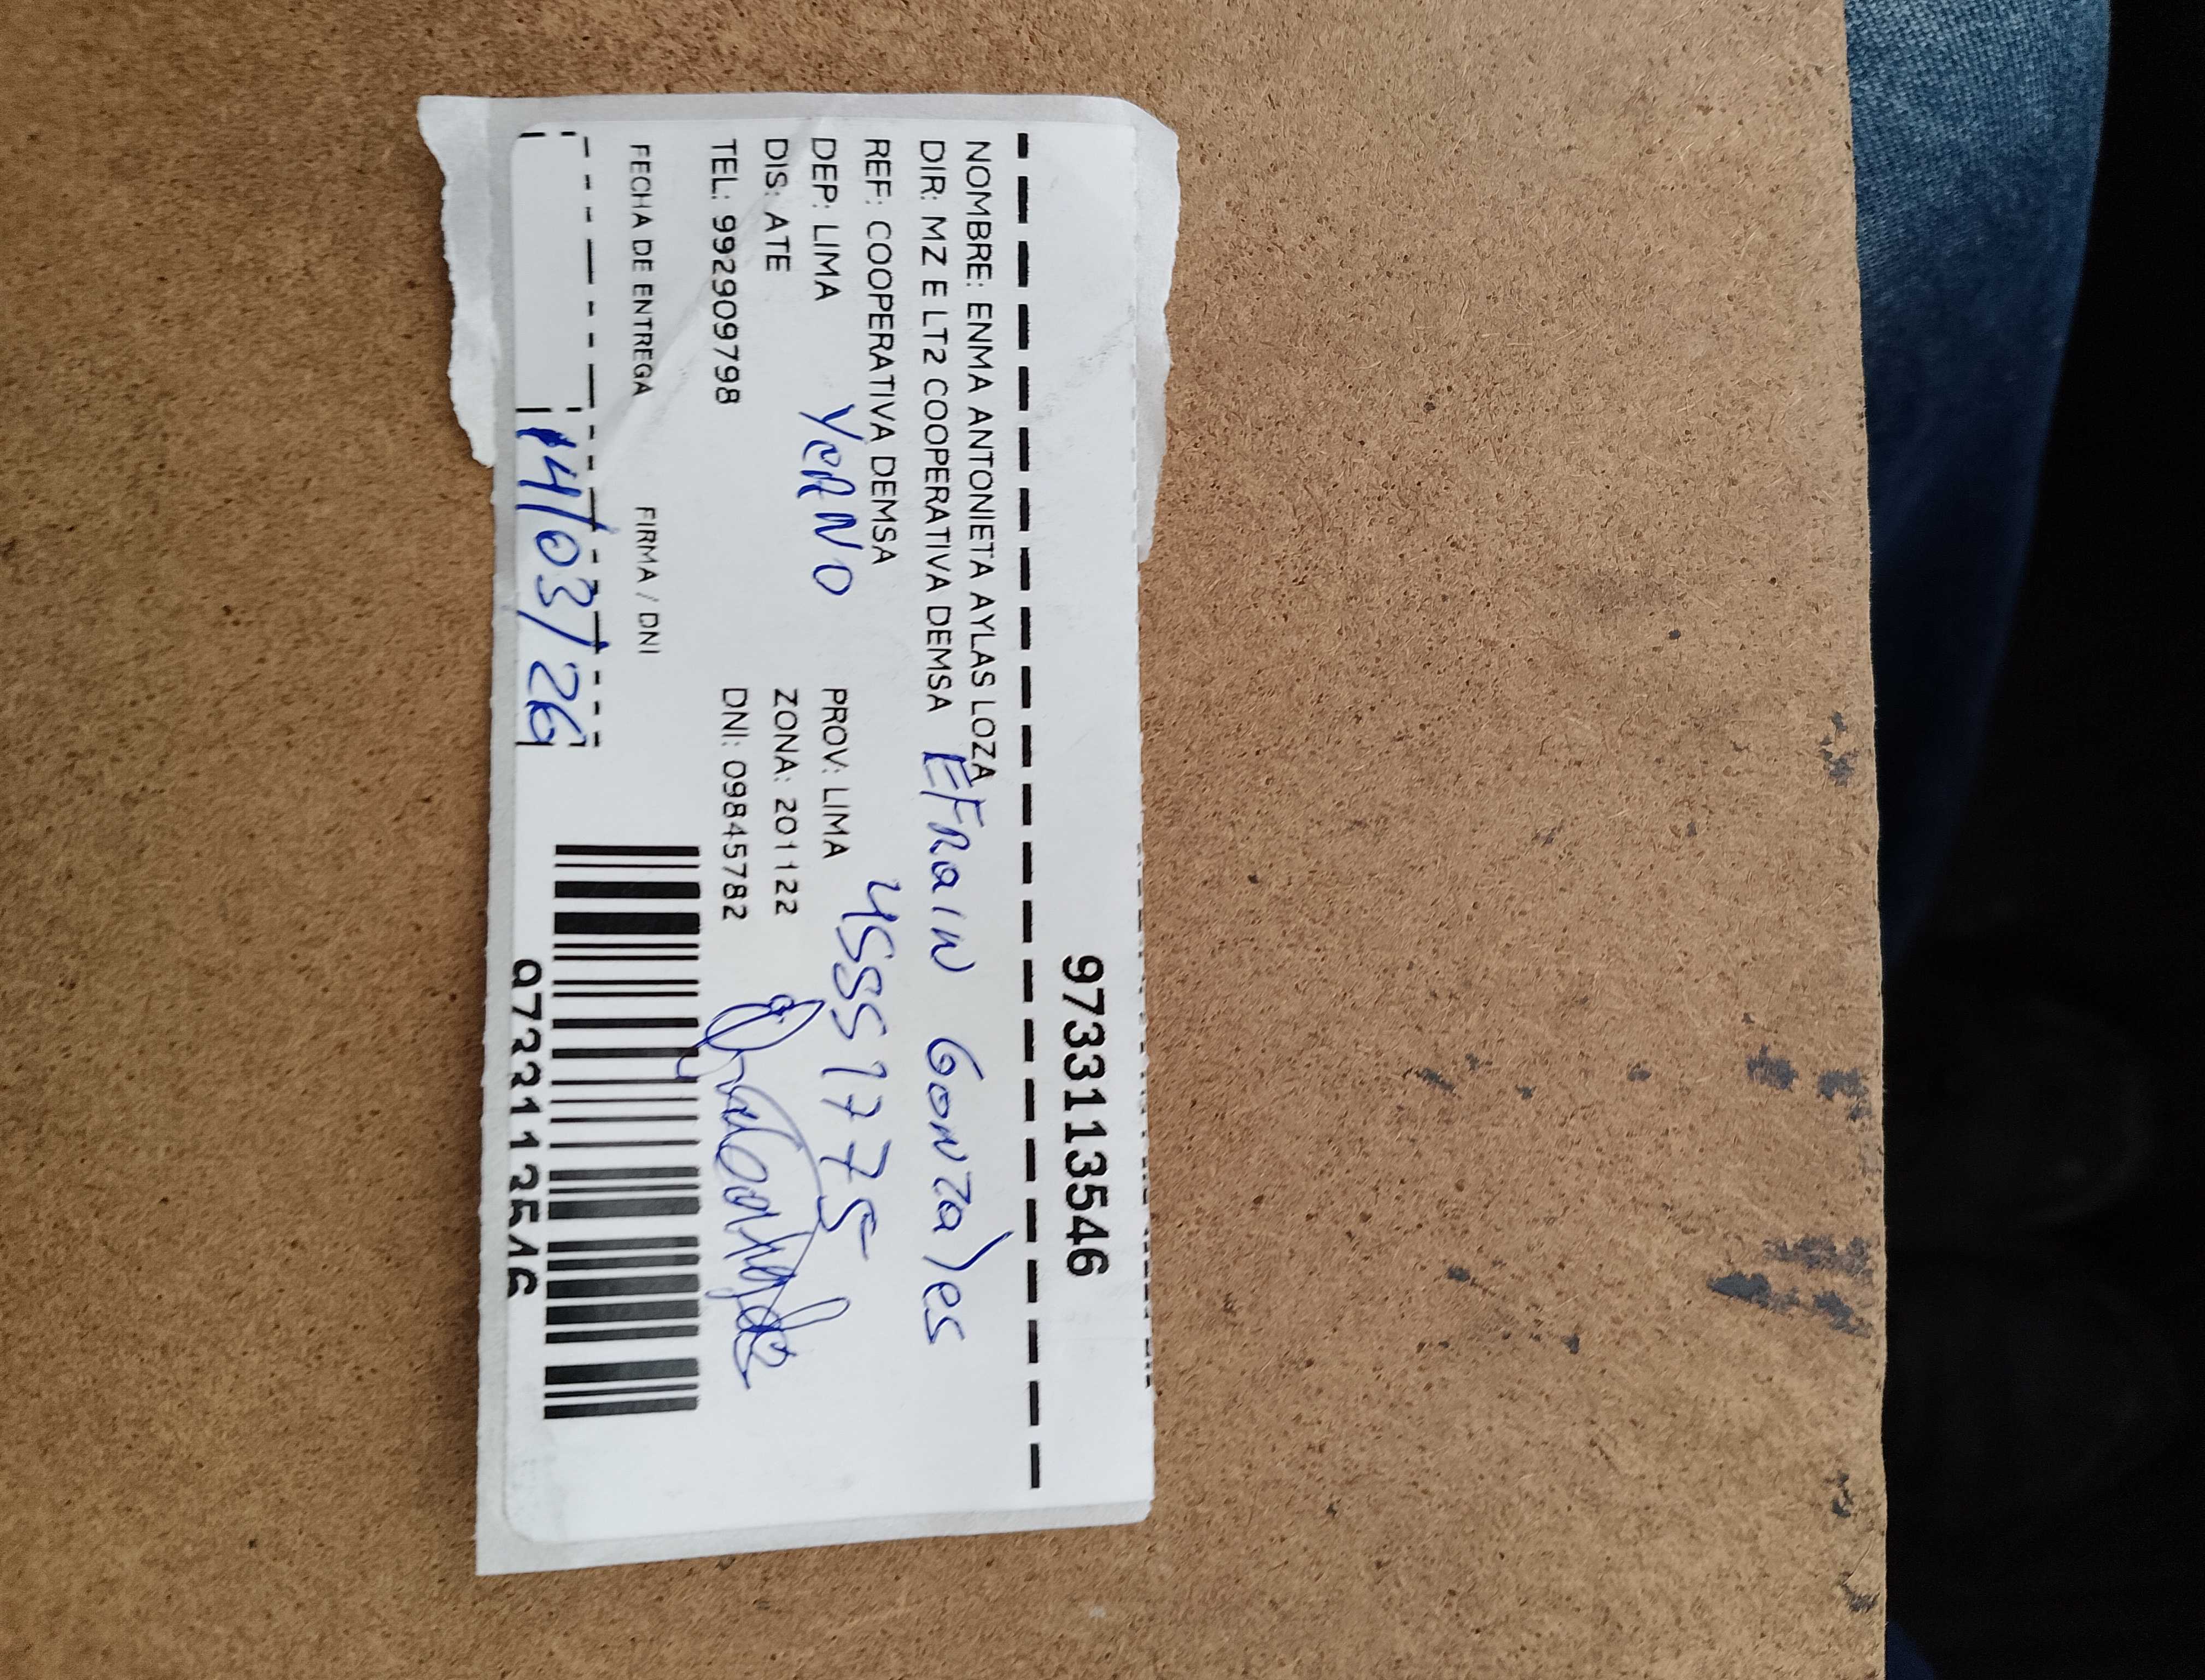 97331113546
NOMBRE: ENMA ANTONIETA AYLAS LOZA
DIR: MZ E LT2 COOPERATIVA DEMSA
EFRaIN Gonzales
REF: COOPERATIVA DEMSA
45551775
DEP: LIMA
YerNO
PROV: LIMA
DIS: ATE
ZONA: 201122
TEL: 992909798
DNI: 09845782
FECHA DE ENTREGA
FIRMA / DNI
14/03/26